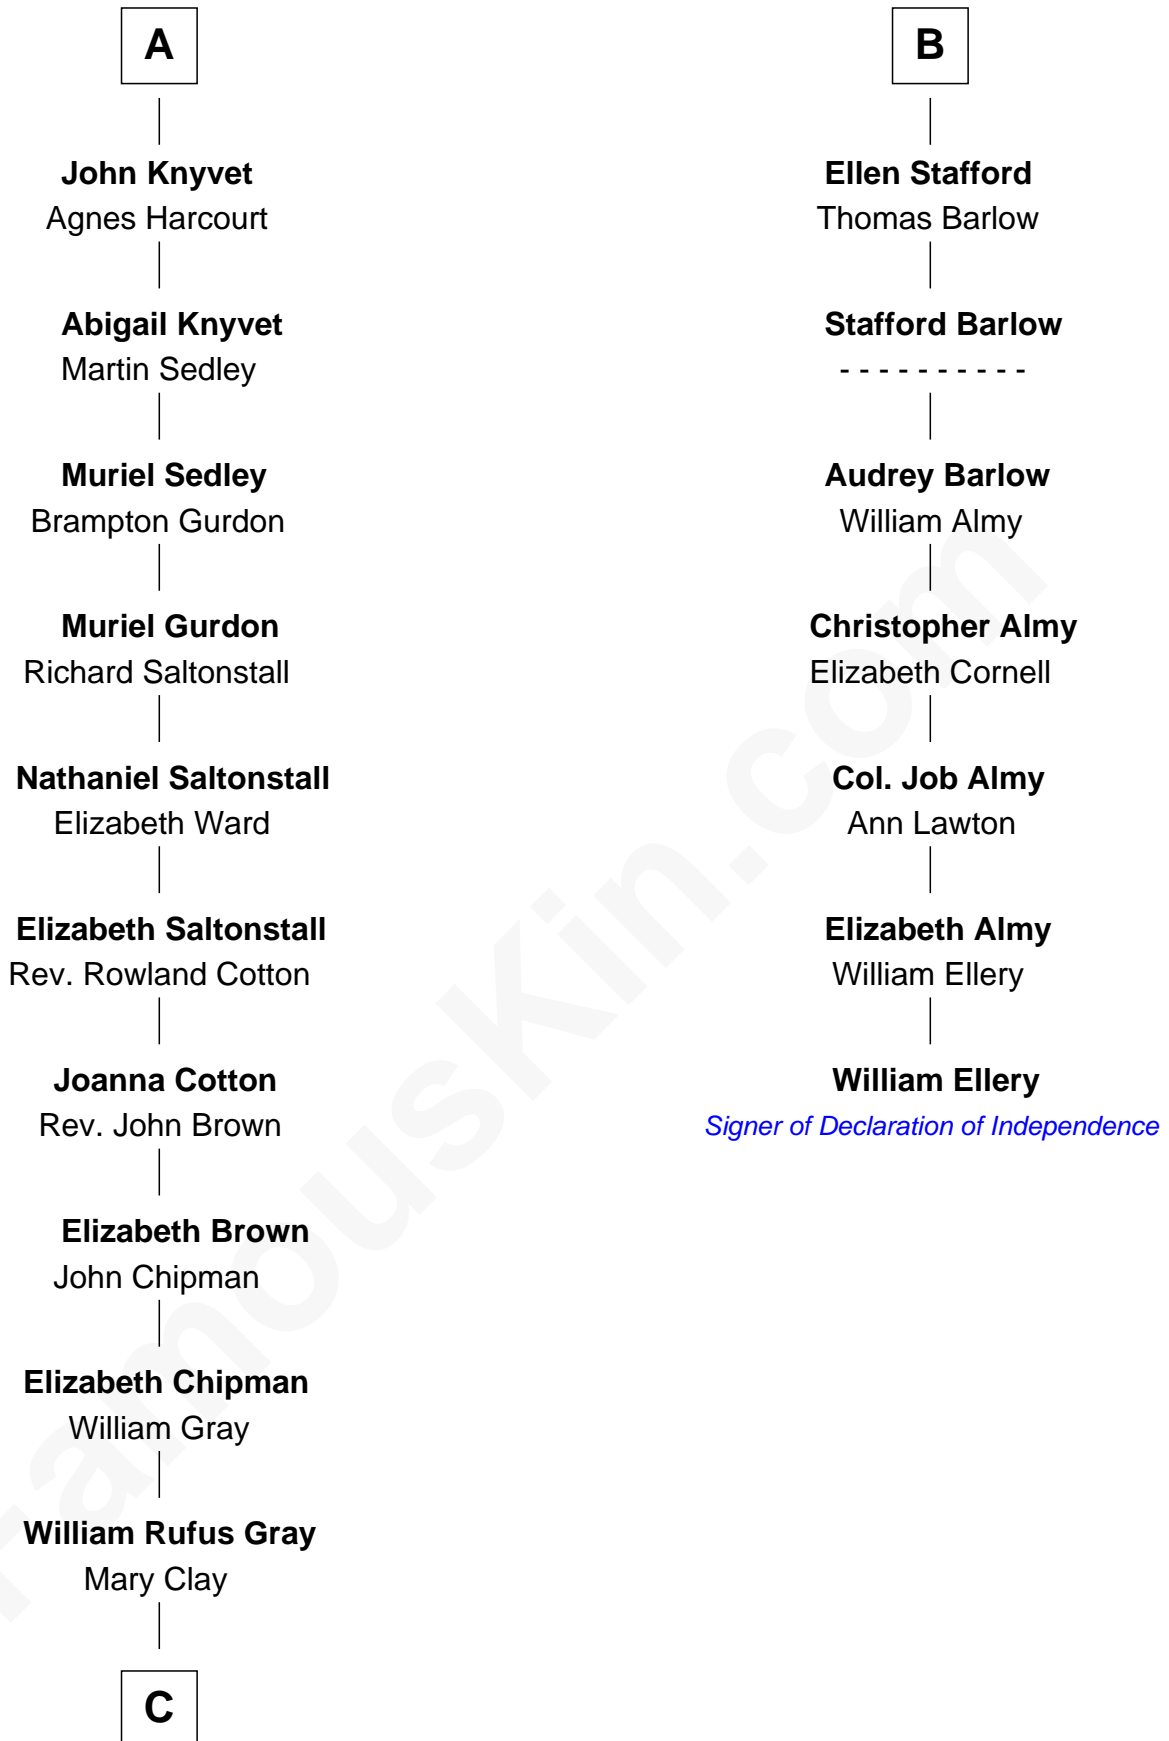 A
John Knyvet
Agnes Harcourt
Abigail Knyvet
Martin Sedley
Muriel Sedley
Brampton Gurdon
Muriel Gurdon
Richard Saltonstall
Nathaniel Saltonstall
Elizabeth Ward
Elizabeth Saltonstall
Rev. Rowland Cotton
Joanna Cotton
Rev. John Brown
Elizabeth Brown
John Chipman
Elizabeth Chipman
William Gray
William Rufus Gray
Mary Clay
C
B
Ellen Stafford
Thomas Barlow
Stafford Barlow
- - - - - - - - - -
Audrey Barlow
William Almy
Christopher Almy
Elizabeth Cornell
Col. Job Almy
Ann Lawton
Elizabeth Almy
William Ellery
William Ellery
Signer of Declaration of Independence
FamousKin.com